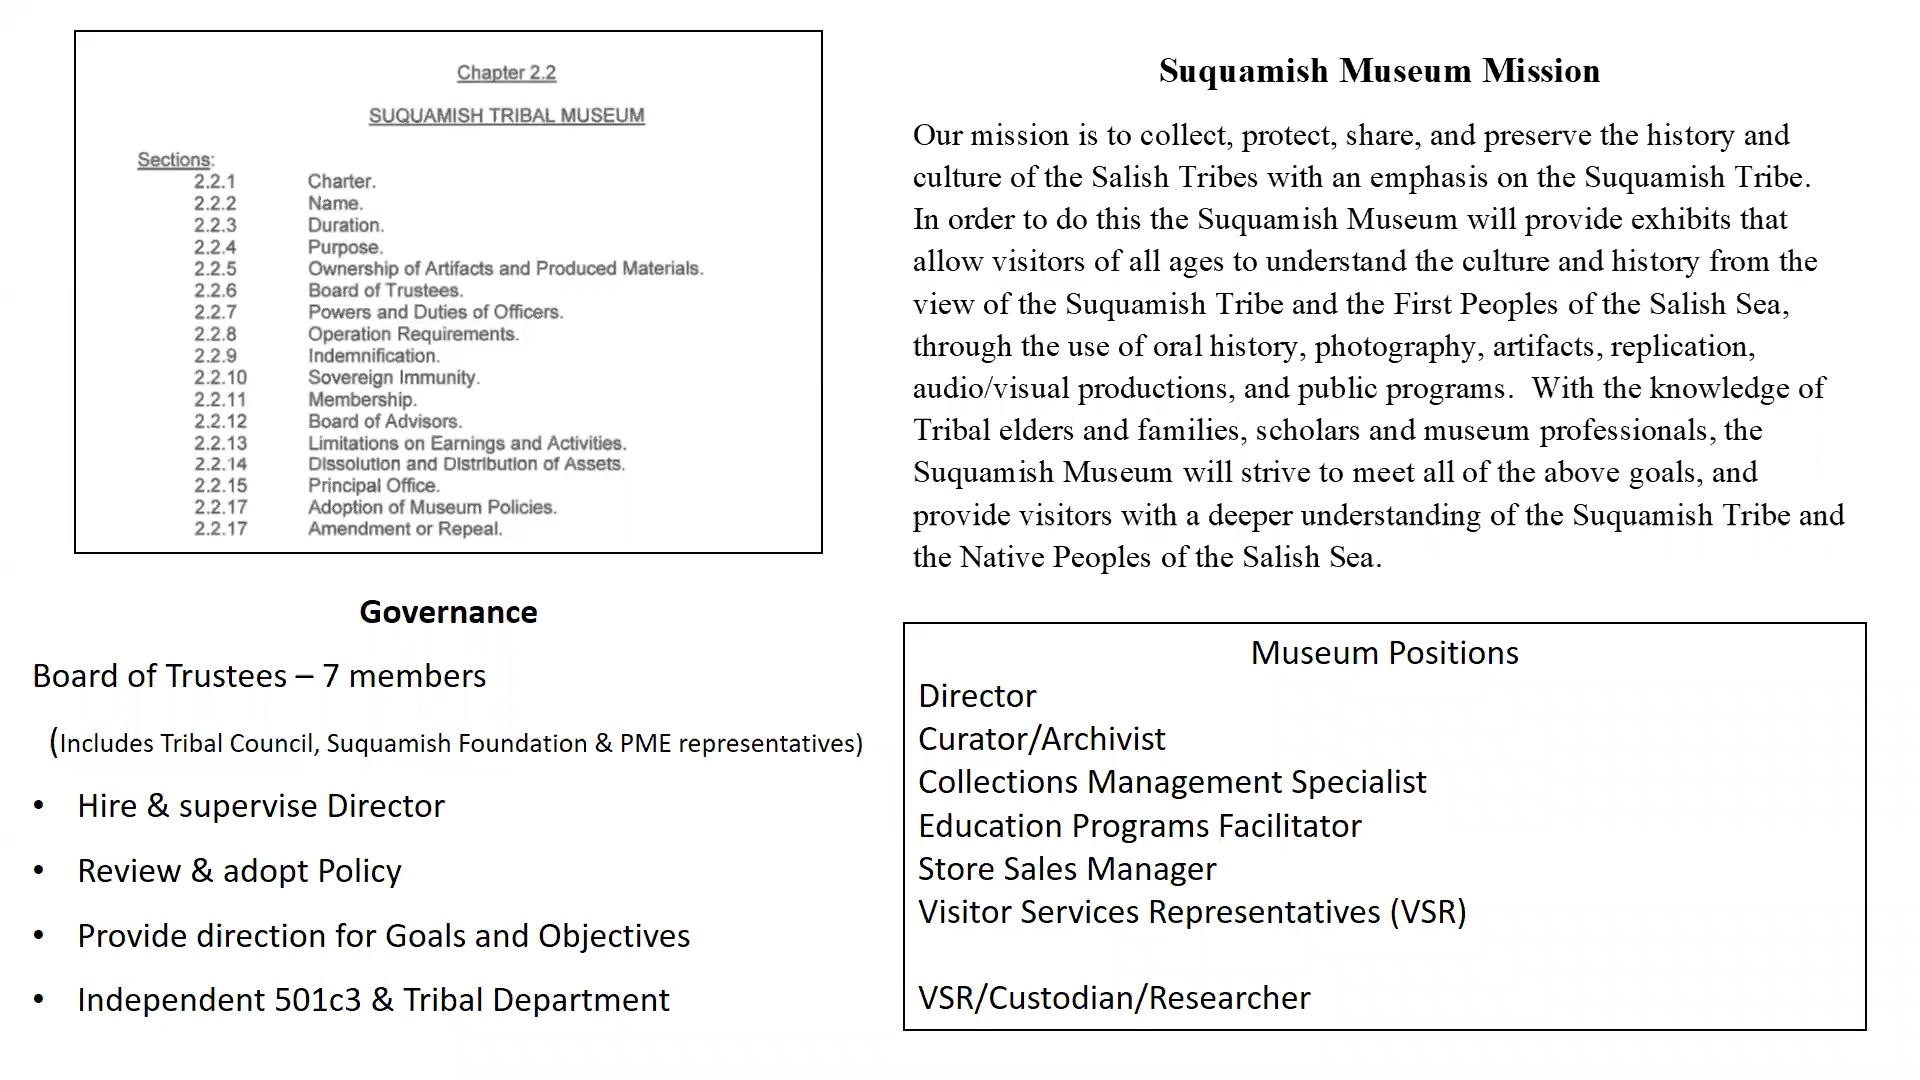 Chapter 2.2
SUQUAMISH TRIBAL MUSEUM
Sections:
2.2.1 Charter.
2.2.2 Name.
2.2.3 Duration.
2.2.4 Purpose.
2.2.5 Ownership of Artifacts and Produced Materials.
2.2.6 Board of Trustees.
2.2.7 Powers and Duties of Officers.
2.2.8 Operation Requirements.
2.2.9 Indemnification.
2.2.10 Sovereign Immunity.
2.2.11 Membership.
2.2.12 Board of Advisors.
2.2.13 Limitations on Earnings and Activities.
2.2.14 Dissolution and Distribution of Assets.
2.2.15 Principal Office.
2.2.17 Adoption of Museum Policies.
2.2.17 Amendment or Repeal.
Governance
Board of Trustees – 7 members
(Includes Tribal Council, Suquamish Foundation & PME representatives)
• Hire & supervise Director
• Review & adopt Policy
• Provide direction for Goals and Objectives
• Independent 501c3 & Tribal Department
Suquamish Museum Mission
Our mission is to collect, protect, share, and preserve the history and
culture of the Salish Tribes with an emphasis on the Suquamish Tribe.
In order to do this the Suquamish Museum will provide exhibits that
allow visitors of all ages to understand the culture and history from the
view of the Suquamish Tribe and the First Peoples of the Salish Sea,
through the use of oral history, photography, artifacts, replication,
audio/visual productions, and public programs. With the knowledge of
Tribal elders and families, scholars and museum professionals, the
Suquamish Museum will strive to meet all of the above goals, and
provide visitors with a deeper understanding of the Suquamish Tribe and
the Native Peoples of the Salish Sea.
Museum Positions
Director
Curator/Archivist
Collections Management Specialist
Education Programs Facilitator
Store Sales Manager
Visitor Services Representatives (VSR)
VSR/Custodian/Researcher